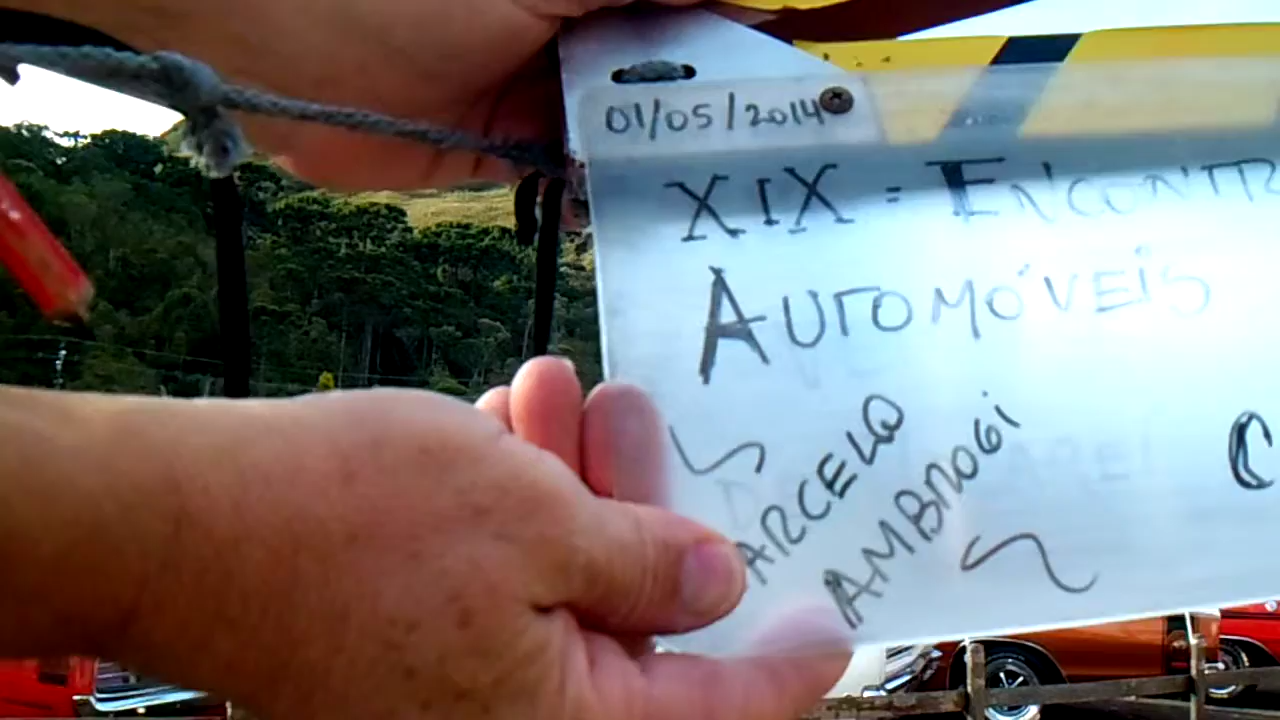 01/05/2014
XIX = ENCONTR
AUTOMÓVEIS
ARCELO
AMBROGI